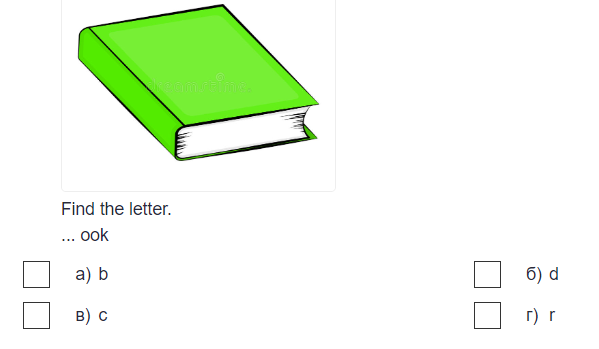 Find the letter.
... ook
а) b
б) d
в) c
г) r